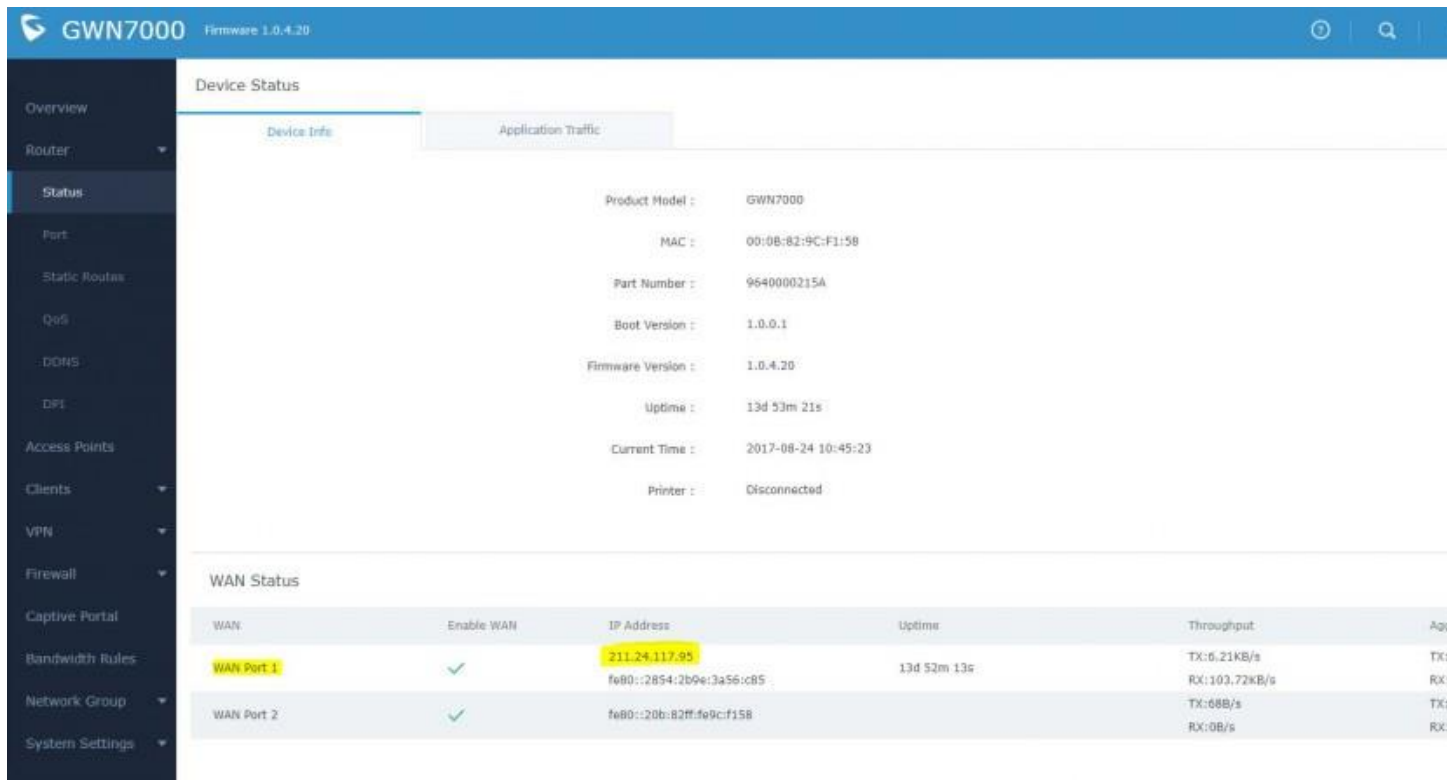 GWN7000 Firmware 1.0.4.20
Overview
Router
Status
Port
Static Routes
QoS
DDNS
DPI
Access Points
Clients
VPN
Firewall
Captive Portal
Bandwidth Rules
Network Group
System Settings
Device Status
Device Info Application Traffic
Product Model : GWN7000
MAC : 00:0B:82:9C:F1:58
Part Number : 9640000215A
Boot Version : 1.0.0.1
Firmware Version : 1.0.4.20
Uptime : 13d 53m 21s
Current Time : 2017-08-24 10:45:23
Printer : Disconnected
WAN Status
WAN Enable WAN IP Address Uptime Throughput
WAN Port 1 211.24.117.95 13d 52m 13s TX:6.21KB/s TX:
fe80::2854:2b9e:3a56:c85 RX:103.72KB/s RX
WAN Port 2 fe80::20b:82ff:fe9c:f158 TX:68B/s TX:
RX:0B/s RX